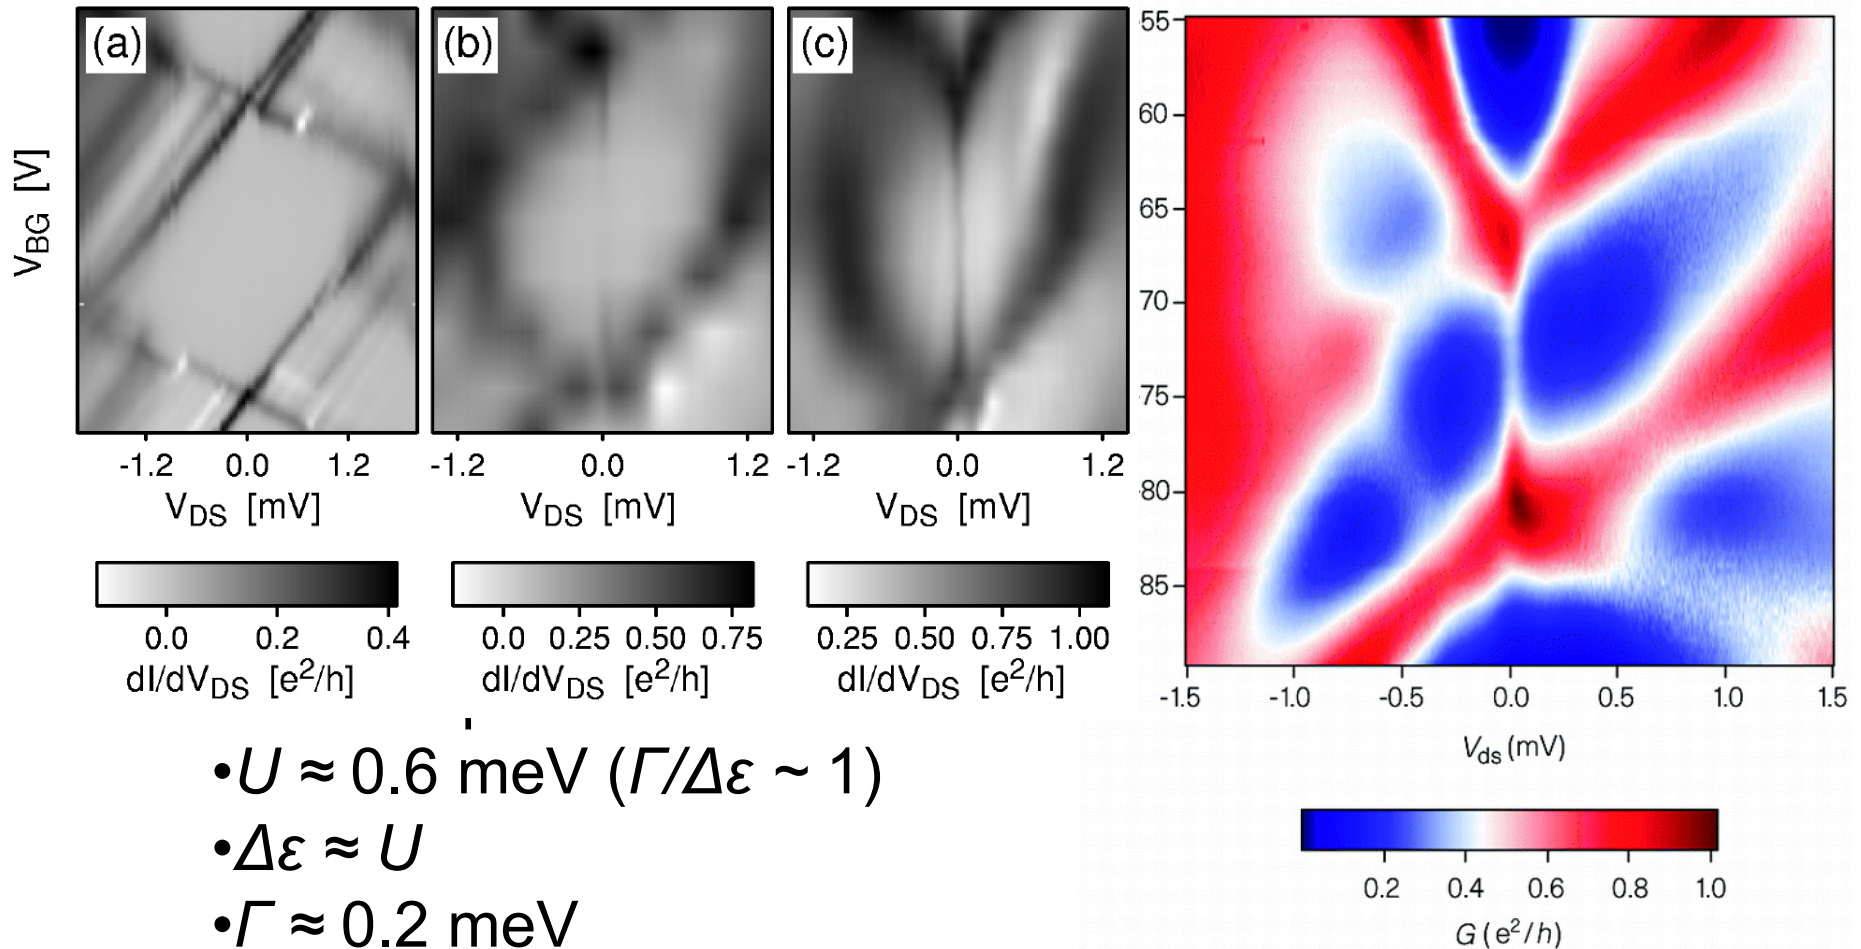 (a)
(b)
(c)
V_BG [V]
-1.2 0.0 1.2
V_DS [mV]
-1.2 0.0 1.2
V_DS [mV]
-1.2 0.0 1.2
V_DS [mV]
0.0 0.2 0.4
dI/dV_DS [e²/h]
0.0 0.25 0.50 0.75
dI/dV_DS [e²/h]
0.25 0.50 0.75 1.00
dI/dV_DS [e²/h]
55
60
65
70
75
80
85
-1.5 -1.0 -0.5 0.0 0.5 1.0 1.5
V_ds (mV)
0.2 0.4 0.6 0.8 1.0
G (e²/h)
•U ≈ 0.6 meV (Γ/Δε ~ 1)
•Δε ≈ U
•Γ ≈ 0.2 meV